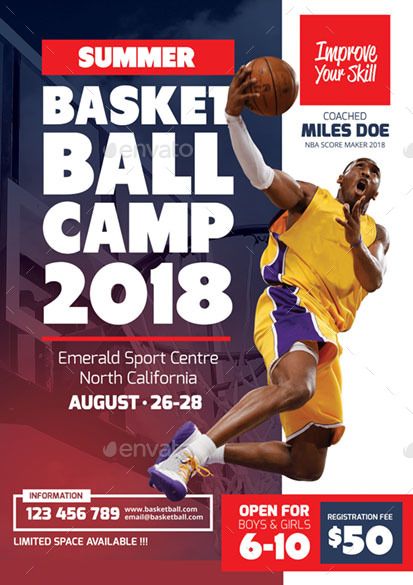 SUMMER
BASKET
BALL
CAMP
2018
Emerald Sport Centre
North California
AUGUST • 26-28
Improve
Your Skill
COACHED
MILES DOE
NBA SCORE MAKER 2018
INFORMATION
123 456 789
www.basketball.com
email@basketball.com
LIMITED SPACE AVAILABLE !!!
OPEN FOR
BOYS & GIRLS
6-10
REGISTRATION FEE
$50
envato
envato
envato